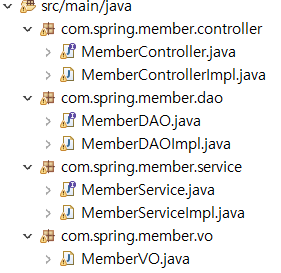 src/main/java
com.spring.member.controller
MemberController.java
MemberControllerImpl.java
com.spring.member.dao
MemberDAO.java
MemberDAOImpl.java
com.spring.member.service
MemberService.java
MemberServiceImpl.java
com.spring.member.vo
MemberVO.java